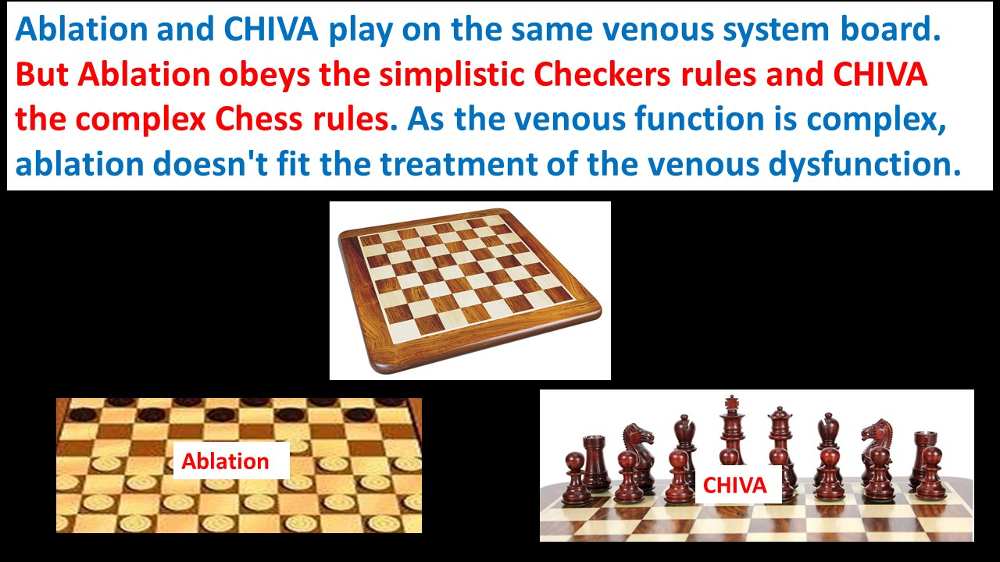 Ablation and CHIVA play on the same venous system board.
But Ablation obeys the simplistic Checkers rules and CHIVA
the complex Chess rules. As the venous function is complex,
ablation doesn't fit the treatment of the venous dysfunction.
Ablation
CHIVA